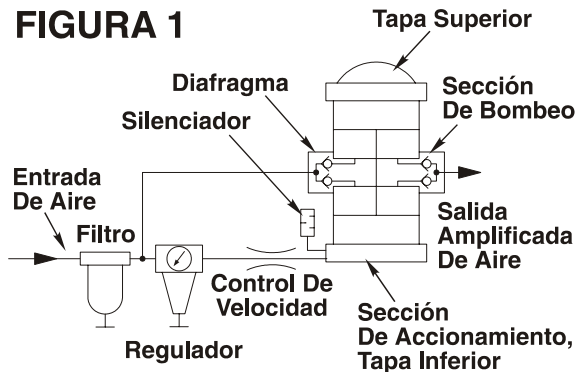 FIGURA 1
Tapa Superior
Diafragma
Sección
De Bombeo
Silenciador
Entrada
De Aire
Filtro
Salida
Amplificada
De Aire
Control De
Velocidad
Regulador
Sección
De Accionamiento,
Tapa Inferior